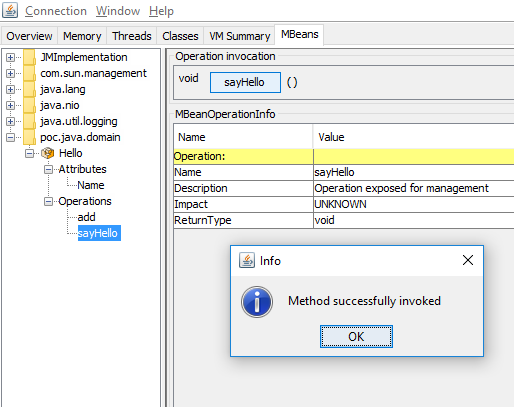 Connection Window Help
Overview Memory Threads Classes VM Summary MBeans
JMImplementation
com.sun.management
java.lang
java.nio
java.util.logging
poc.java.domain
Hello
Attributes
Name
Operations
add
sayHello
Operation invocation
void sayHello ( )
MBeanOperationInfo
Name Value
Operation:
Name sayHello
Description Operation exposed for management
Impact UNKNOWN
ReturnType void
Info
Method successfully invoked
OK